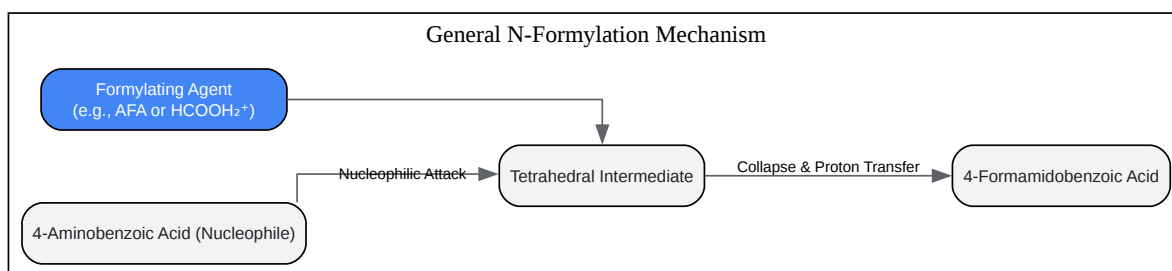 General N-Formylation Mechanism
Formylating Agent
(e.g., AFA or HCOOH₂⁺)
Nucleophilic Attack
Tetrahedral Intermediate
Collapse & Proton Transfer
4-Formamidobenzoic Acid
4-Aminobenzoic Acid (Nucleophile)